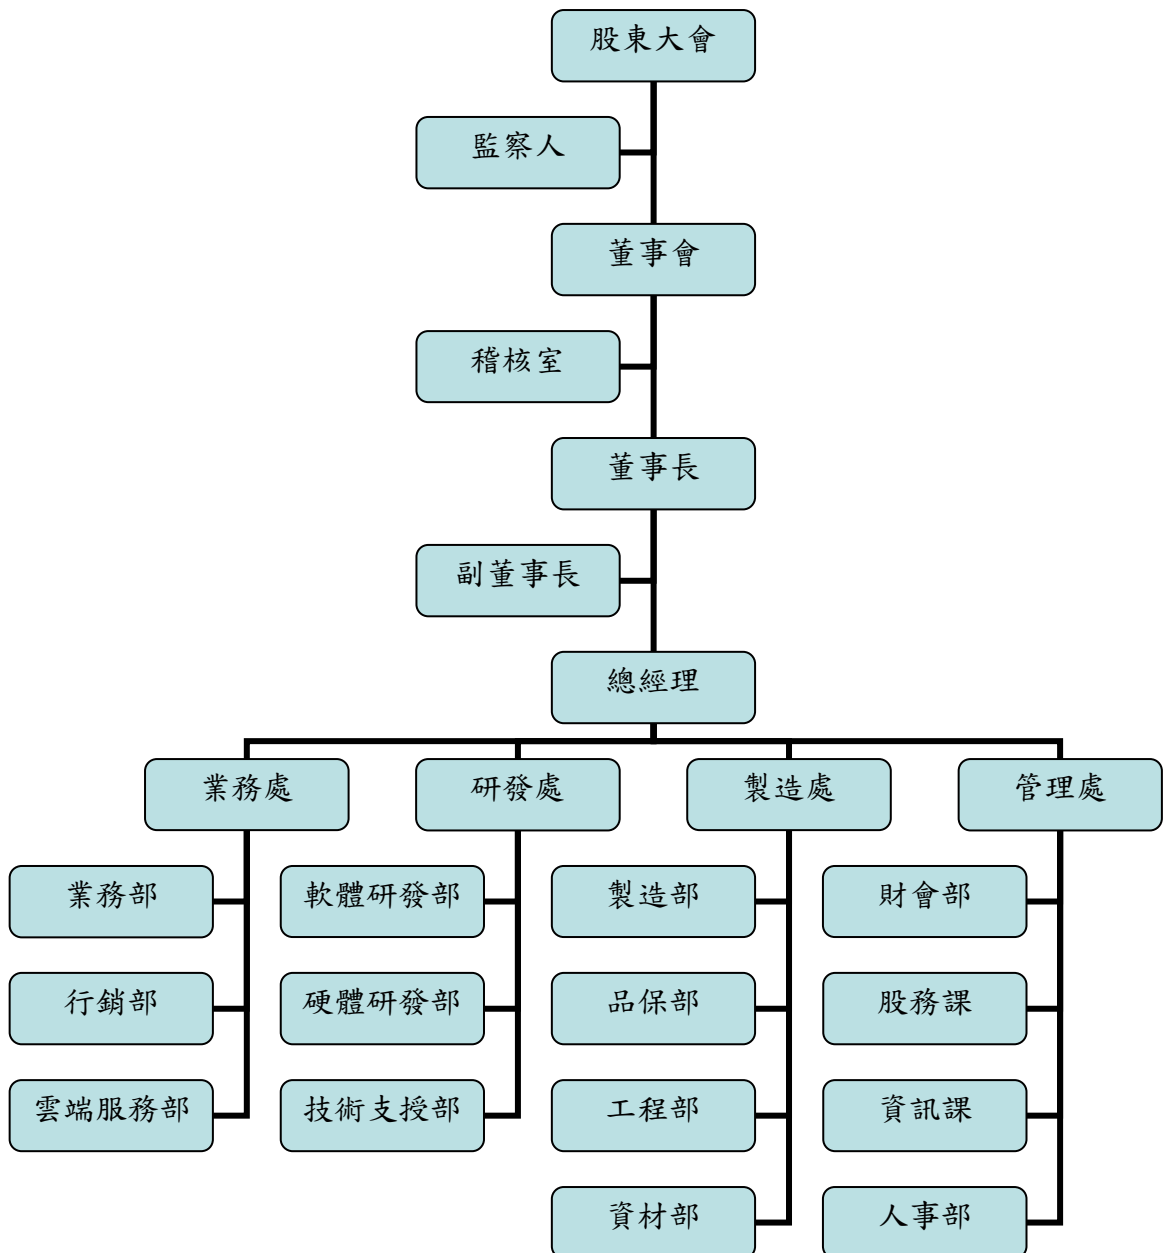 股東大會
監察人
董事會
稽核室
董事長
副董事長
總經理
業務處
研發處
製造處
管理處
業務部
軟體研發部
製造部
財會部
行銷部
硬體研發部
品保部
股務課
雲端服務部
技術支授部
工程部
資訊課
資材部
人事部